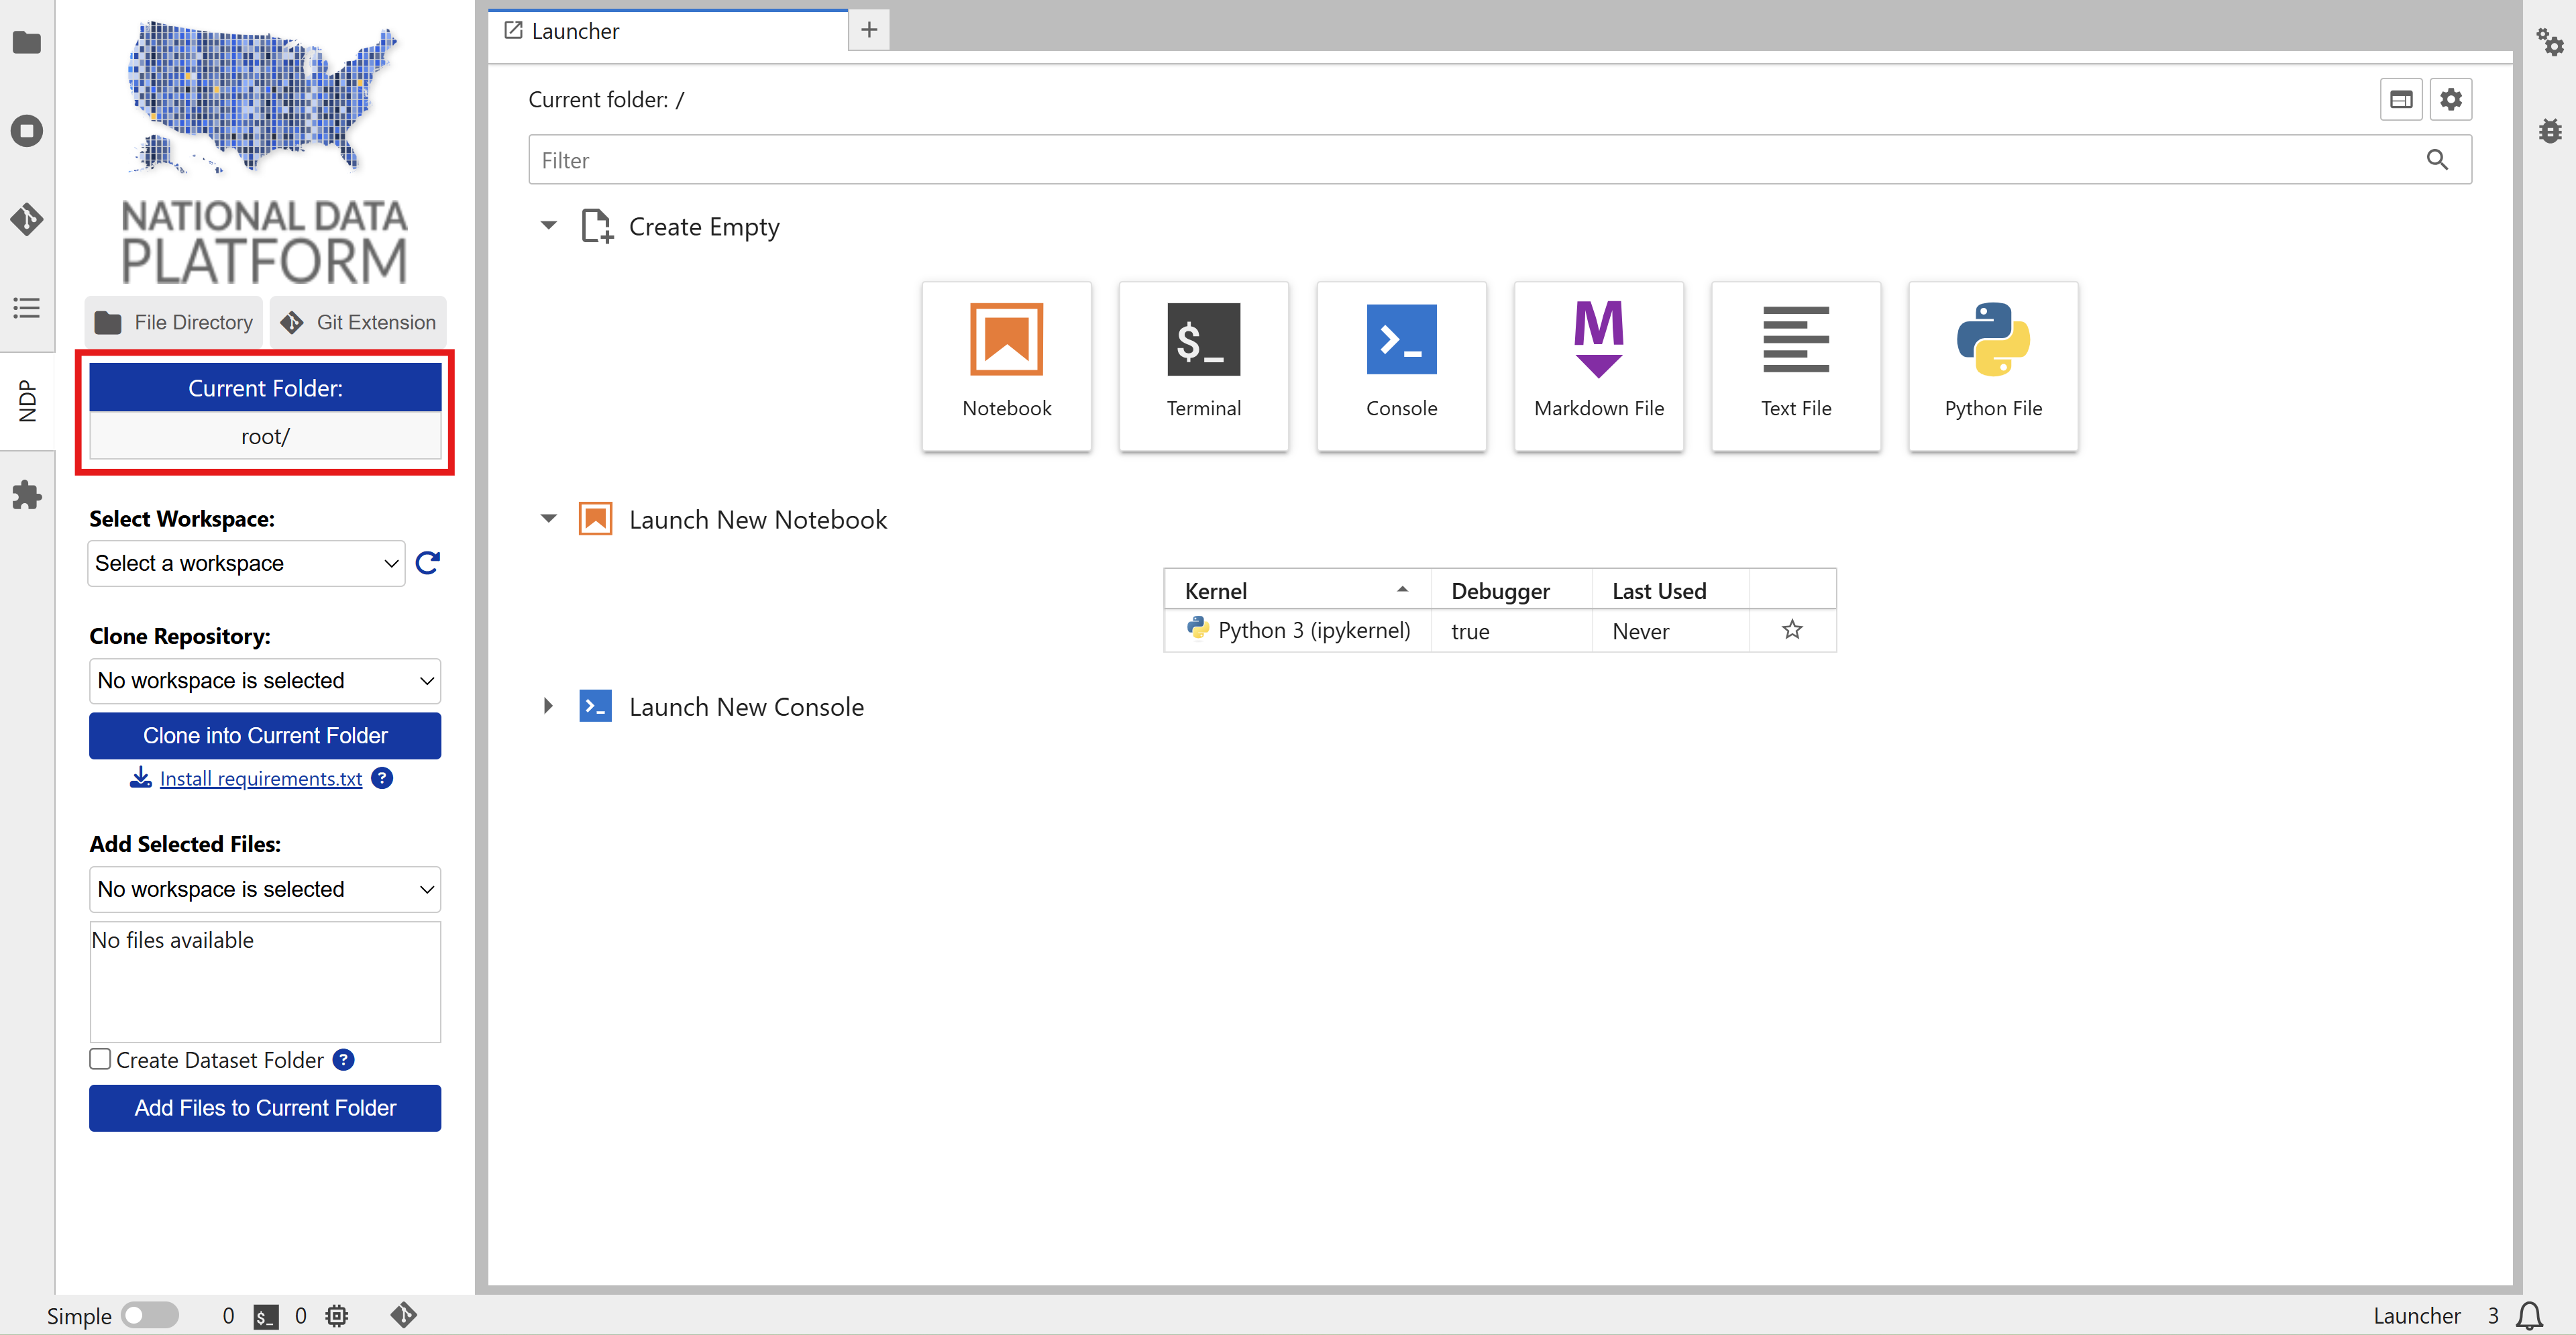 NATIONAL DATA
PLATFORM
File Directory
Git Extension
Current Folder:
root/
NDP
Select Workspace:
Select a workspace
Clone Repository:
No workspace is selected
Clone into Current Folder
Install requirements.txt ?
Add Selected Files:
No workspace is selected
No files available
Create Dataset Folder ?
Add Files to Current Folder
Launcher
+
Current folder: /
Filter
Create Empty
Notebook
$_
Terminal
Console
M
Markdown File
Text File
Python File
Launch New Notebook
Kernel Debugger Last Used
Python 3 (ipykernel) true Never
Launch New Console
Simple 0 $_ 0
Launcher 3